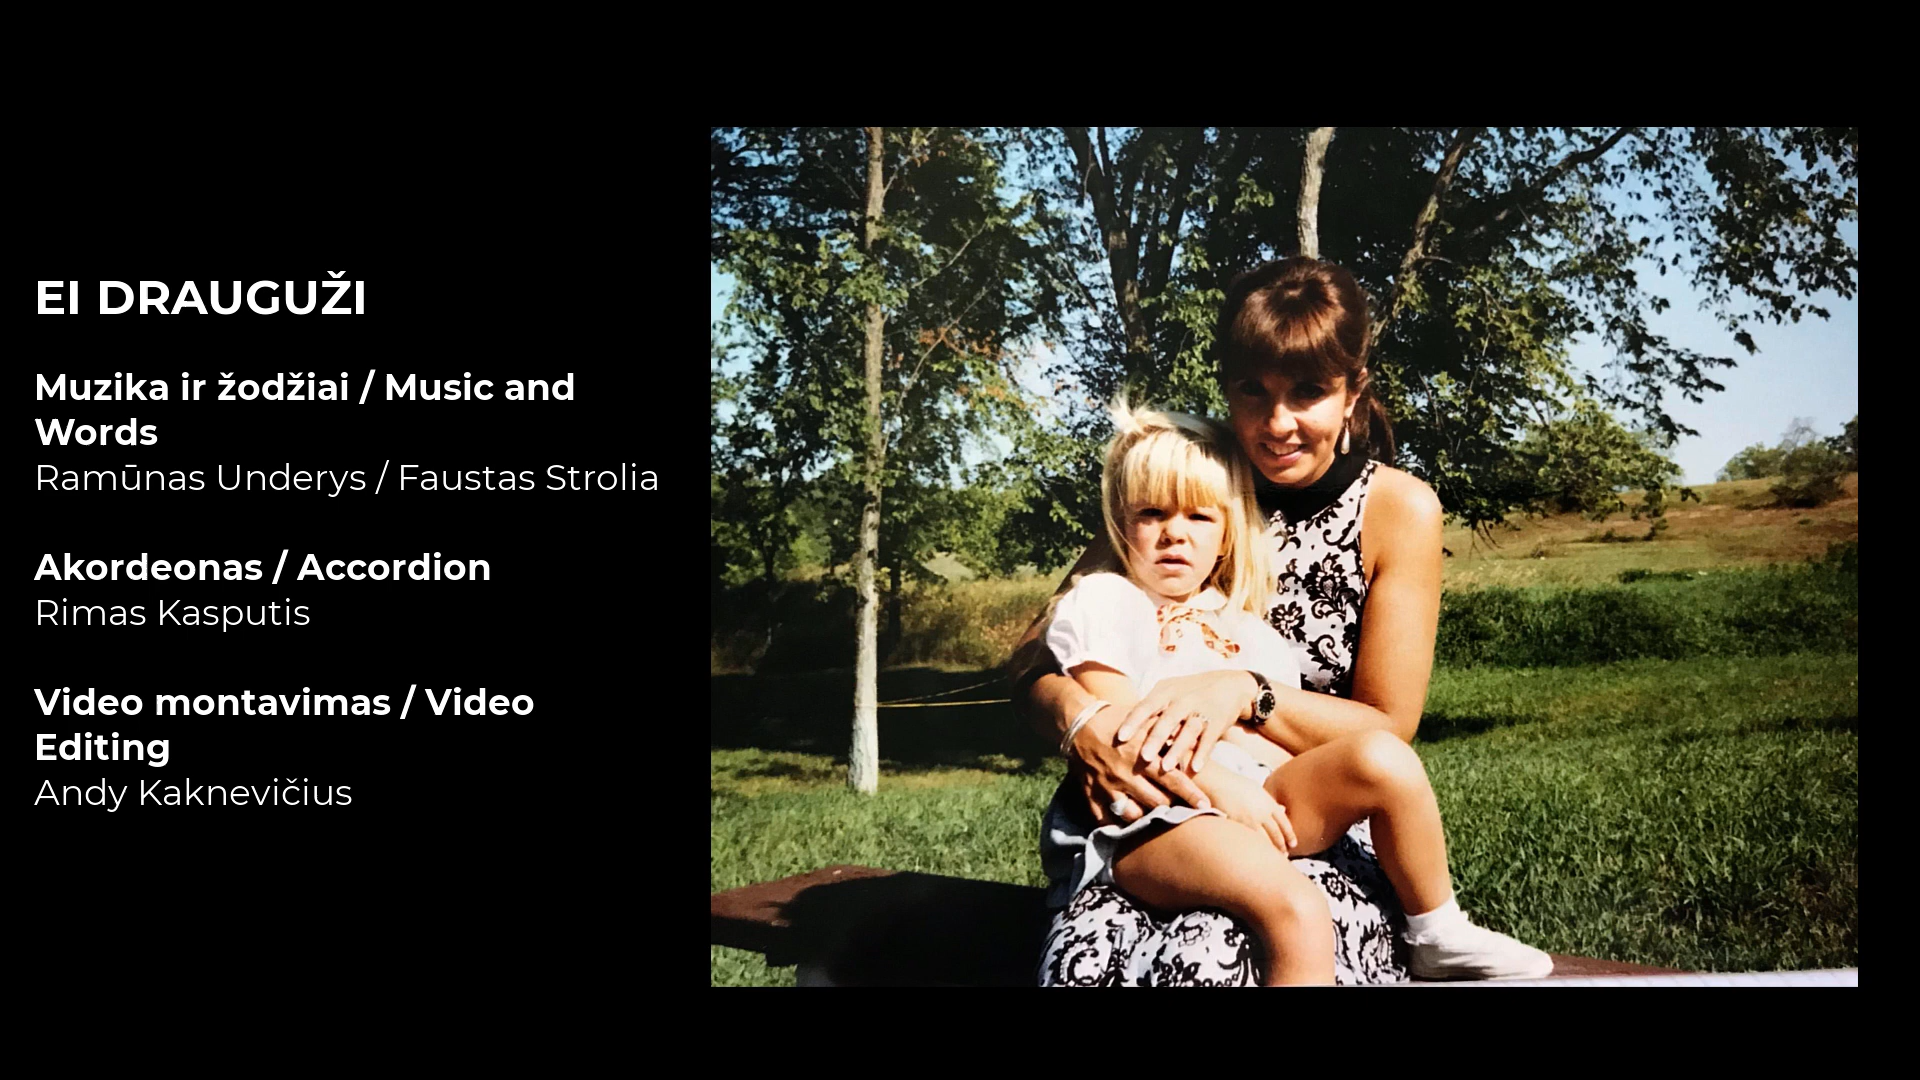 EI DRAUGUŽI
Muzika ir žodžiai / Music and
Words
Ramūnas Underys / Faustas Strolia
Akordeonas / Accordion
Rimas Kasputis
Video montavimas / Video
Editing
Andy Kaknevičius